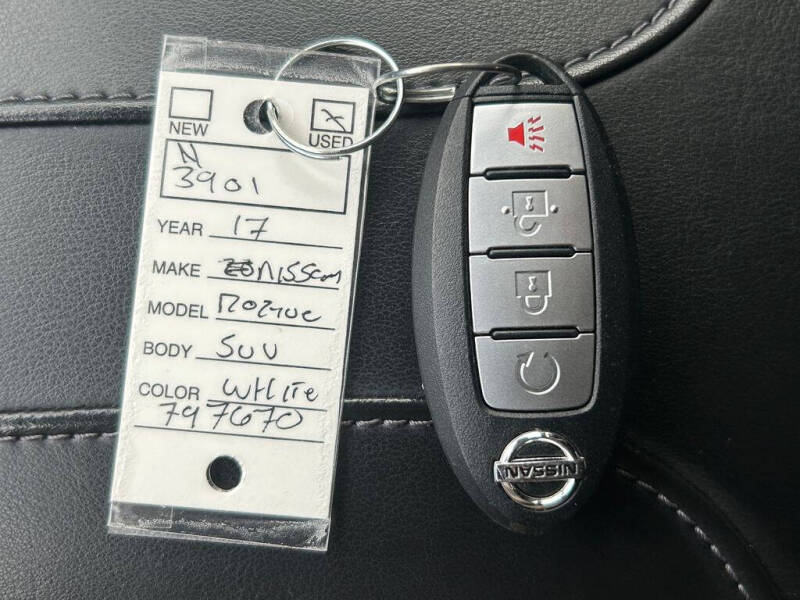 NEW
USED
N
3901
YEAR 17
MAKE Nissan
MODEL Rogue
BODY SUV
COLOR WHITE
797670
NISSAN